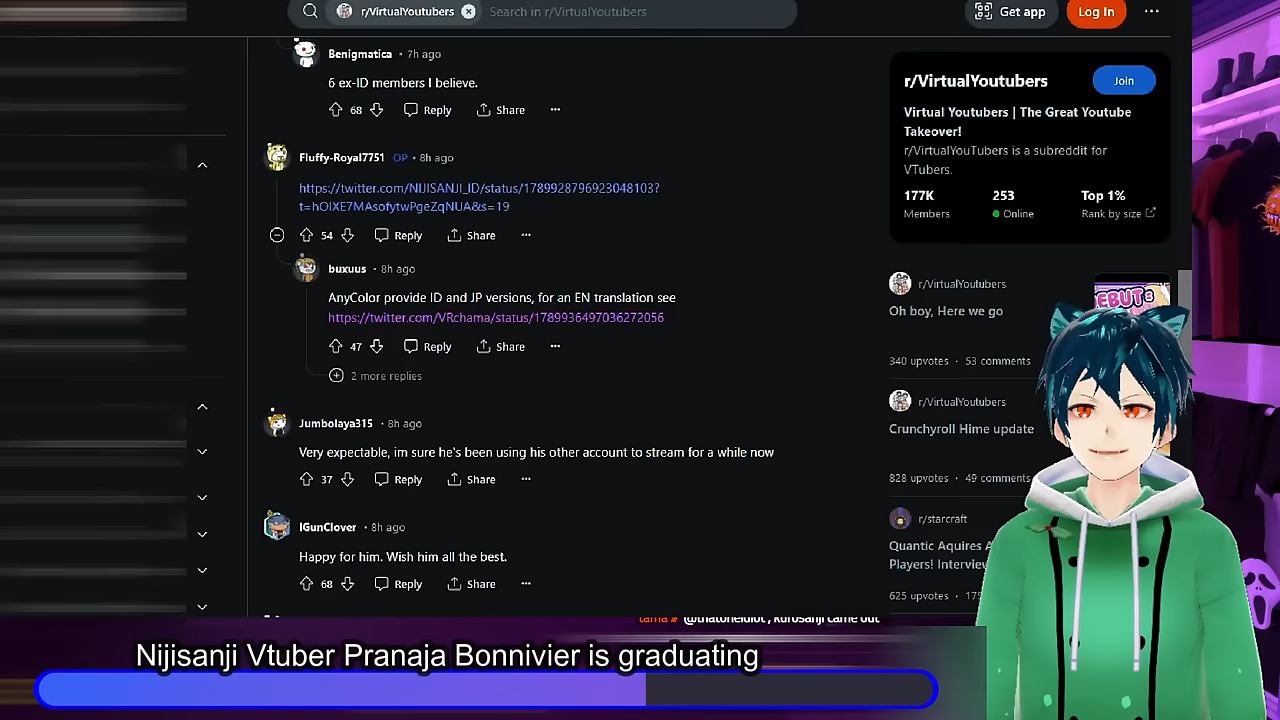 r/VirtualYoutubers
Search in r/VirtualYoutubers
Get app
Log In
Benigmatica • 7h ago
6 ex-ID members I believe.
68 Reply Share
Fluffy-Royal7751 OP • 8h ago
https://twitter.com/NIJISANJI_ID/status/1789928796923048103?
t=hOIXE7MAsofytwPgeZqNUA&s=19
54 Reply Share
buxuus • 8h ago
AnyColor provide ID and JP versions, for an EN translation see
https://twitter.com/VRchama/status/1789936497036272056
47 Reply Share
2 more replies
Jumbolaya315 • 8h ago
Very expectable, im sure he's been using his other account to stream for a while now
37 Reply Share
IGunClover • 8h ago
Happy for him. Wish him all the best.
68 Reply Share
r/VirtualYoutubers
Join
Virtual Youtubers | The Great Youtube
Takeover!
r/VirtualYouTubers is a subreddit for
VTubers.
177K 253 Top 1%
Members Online Rank by size
r/VirtualYoutubers
Oh boy, Here we go
340 upvotes • 53 comments
r/VirtualYoutubers
Crunchyroll Hime update
828 upvotes • 49 comments
r/starcraft
Quantic Aquires
Players! Interview
625 upvotes •
@thatoneidiot , kurosanji came out
Nijisanji Vtuber Pranaja Bonnivier is graduating